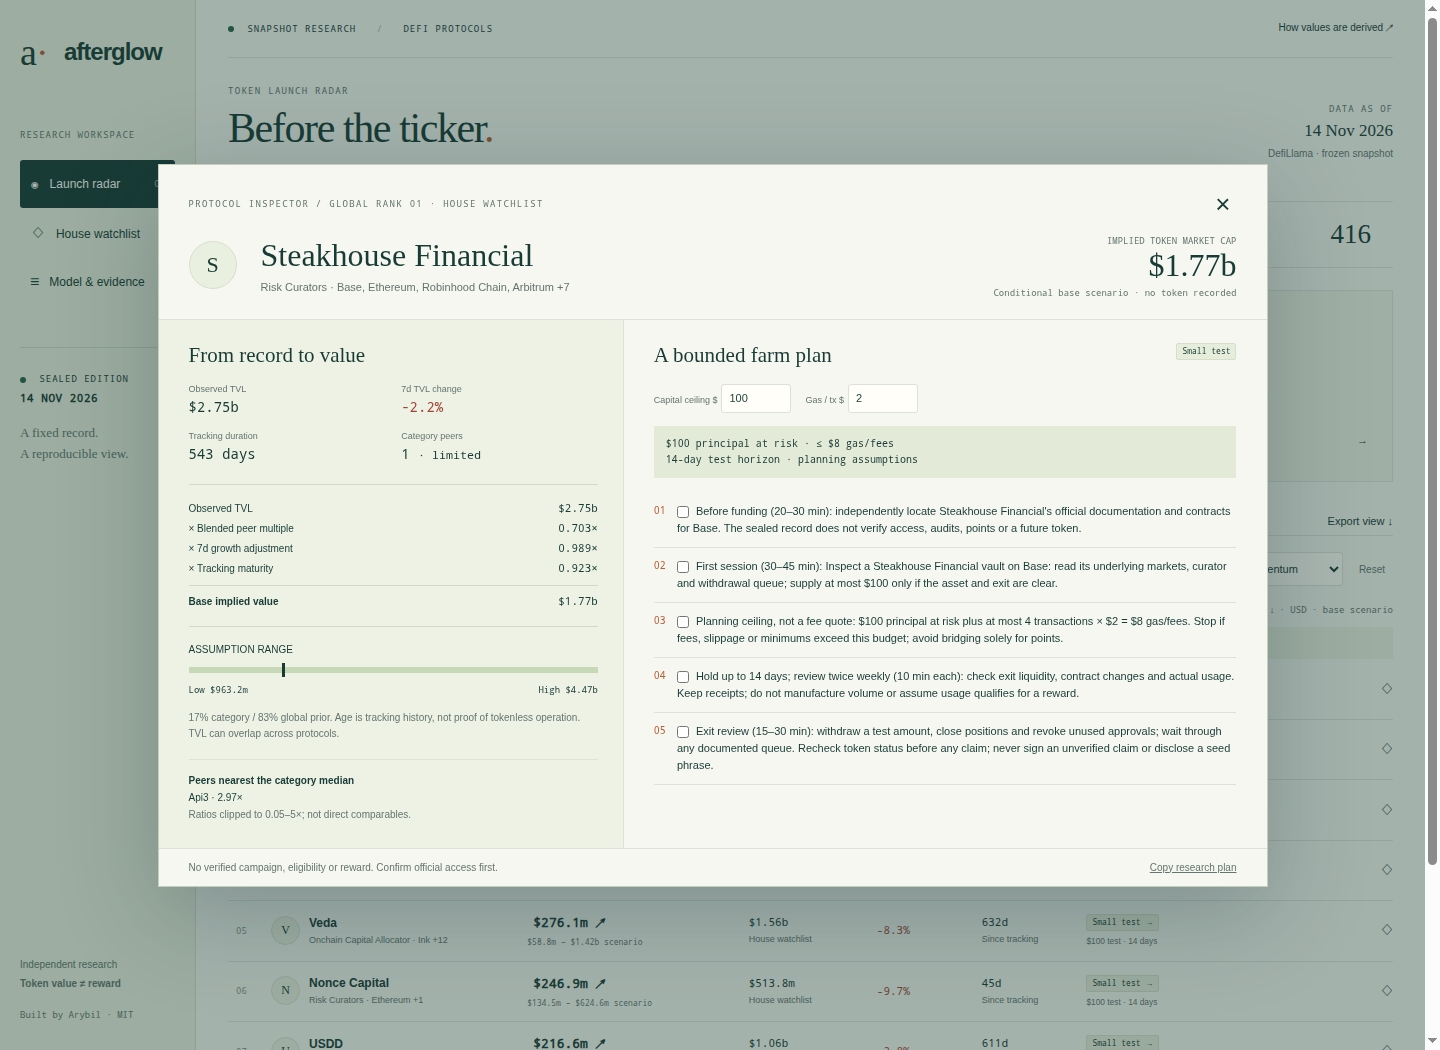 a· afterglow
RESEARCH WORKSPACE
Launch radar
House watchlist
Model & evidence
SEALED EDITION
14 NOV 2026
A fixed record.
A reproducible view.
Independent research
Token value ≠ reward
Built by Arybil · MIT
SNAPSHOT RESEARCH / DEFI PROTOCOLS
How values are derived ↗
TOKEN LAUNCH RADAR
Before the ticker.
DATA AS OF
14 Nov 2026
DefiLlama · frozen snapshot
416
→
Export view ↓
Reset
↓ · USD · base scenario
PROTOCOL INSPECTOR / GLOBAL RANK 01 · HOUSE WATCHLIST
✕
S
Steakhouse Financial
Risk Curators · Base, Ethereum, Robinhood Chain, Arbitrum +7
IMPLIED TOKEN MARKET CAP
$1.77b
Conditional base scenario · no token recorded
From record to value
Observed TVL
$2.75b
7d TVL change
-2.2%
Tracking duration
543 days
Category peers
1 · limited
Observed TVL $2.75b
× Blended peer multiple 0.703×
× 7d growth adjustment 0.989×
× Tracking maturity 0.923×
Base implied value $1.77b
ASSUMPTION RANGE
Low $963.2m High $4.47b
17% category / 83% global prior. Age is tracking history, not proof of tokenless operation.
TVL can overlap across protocols.
Peers nearest the category median
Api3 · 2.97×
Ratios clipped to 0.05–5×; not direct comparables.
A bounded farm plan
Small test
Capital ceiling $ 100 Gas / tx $ 2
$100 principal at risk · ≤ $8 gas/fees
14-day test horizon · planning assumptions
01 Before funding (20–30 min): independently locate Steakhouse Financial's official documentation and contracts
for Base. The sealed record does not verify access, audits, points or a future token.
02 First session (30–45 min): Inspect a Steakhouse Financial vault on Base: read its underlying markets, curator
and withdrawal queue; supply at most $100 only if the asset and exit are clear.
03 Planning ceiling, not a fee quote: $100 principal at risk plus at most 4 transactions × $2 = $8 gas/fees. Stop if
fees, slippage or minimums exceed this budget; avoid bridging solely for points.
04 Hold up to 14 days; review twice weekly (10 min each): check exit liquidity, contract changes and actual usage.
Keep receipts; do not manufacture volume or assume usage qualifies for a reward.
05 Exit review (15–30 min): withdraw a test amount, close positions and revoke unused approvals; wait through
any documented queue. Recheck token status before any claim; never sign an unverified claim or disclose a seed
phrase.
No verified campaign, eligibility or reward. Confirm official access first.
Copy research plan
05 V Veda $276.1m ↗ $1.56b -8.3% 632d Small test →
Onchain Capital Allocator · Ink +12 $58.8m – $1.42b scenario House watchlist Since tracking $100 test · 14 days
06 N Nonce Capital $246.9m ↗ $513.8m -9.7% 45d Small test →
Risk Curators · Ethereum +1 $134.5m – $624.6m scenario House watchlist Since tracking $100 test · 14 days
USDD $216.6m ↗ $1.06b 611d Small test →